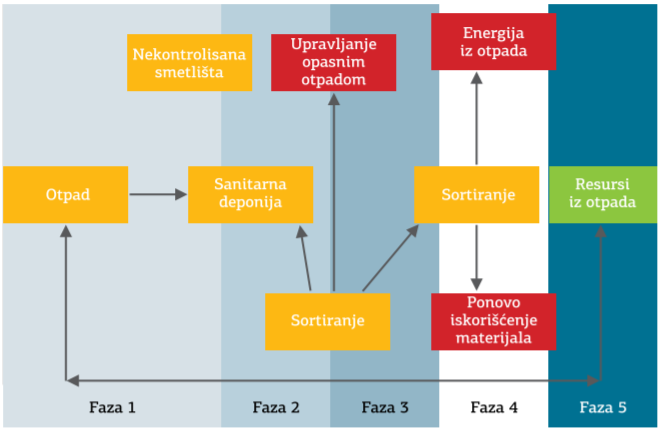 Nekontrolisana
smetlišta
Upravljanje
opasnim
otpadom
Energija
iz otpada
Otpad
Sanitarna
deponija
Sortiranje
Resursi
iz otpada
Sortiranje
Ponovo
iskorišćenje
materijala
Faza 1
Faza 2
Faza 3
Faza 4
Faza 5